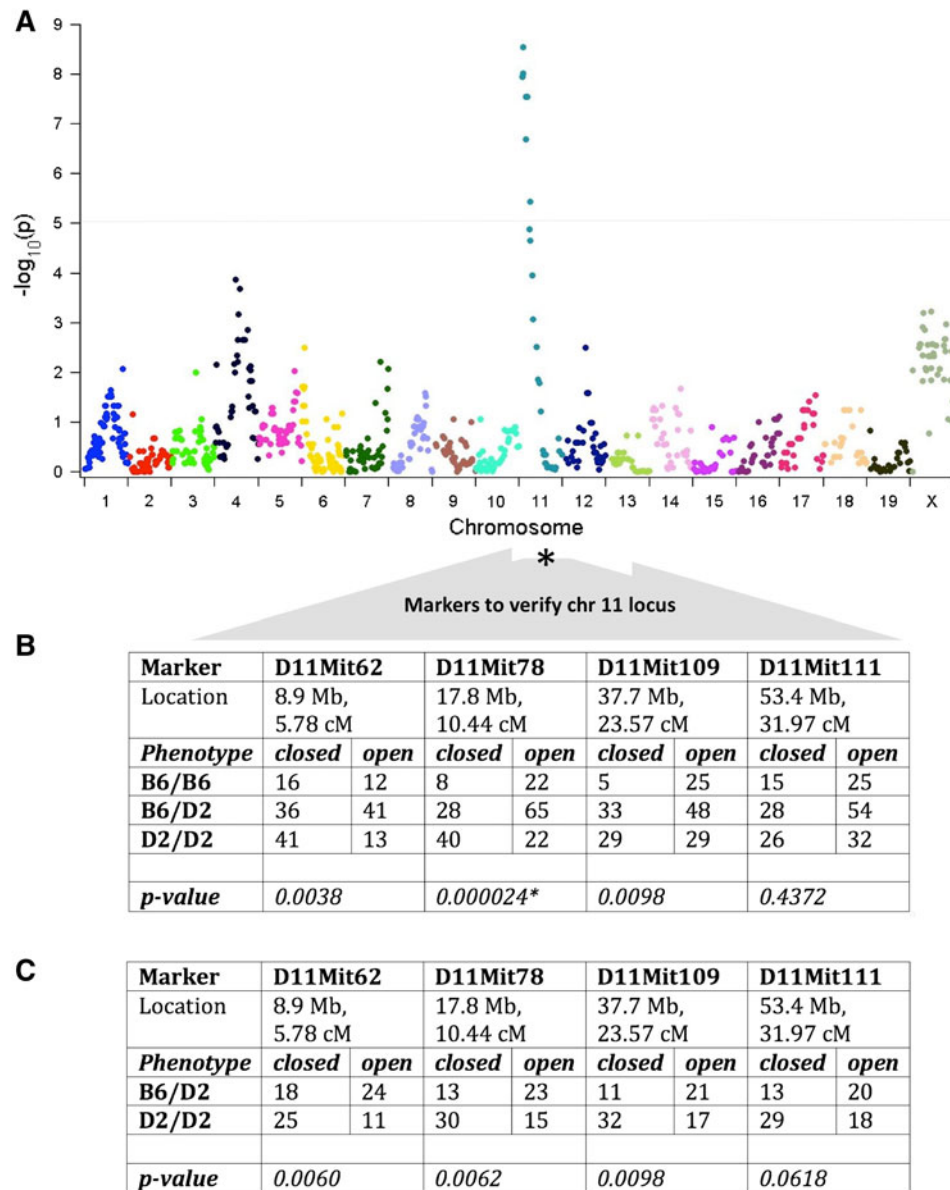 A
9
8
7
6
5
4
3
2
1
0
-log10(p)
1 2 3 4 5 6 7 8 9 10 11 12 13 14 15 16 17 18 19 X
Chromosome
*
Markers to verify chr 11 locus
B
Marker D11Mit62 D11Mit78 D11Mit109 D11Mit111
Location 8.9 Mb, 17.8 Mb, 37.7 Mb, 53.4 Mb,
5.78 cM 10.44 cM 23.57 cM 31.97 cM
Phenotype closed open closed open closed open closed open
B6/B6 16 12 8 22 5 25 15 25
B6/D2 36 41 28 65 33 48 28 54
D2/D2 41 13 40 22 29 29 26 32
p-value 0.0038 0.000024* 0.0098 0.4372
C
Marker D11Mit62 D11Mit78 D11Mit109 D11Mit111
Location 8.9 Mb, 17.8 Mb, 37.7 Mb, 53.4 Mb,
5.78 cM 10.44 cM 23.57 cM 31.97 cM
Phenotype closed open closed open closed open closed open
B6/D2 18 24 13 23 11 21 13 20
D2/D2 25 11 30 15 32 17 29 18
p-value 0.0060 0.0062 0.0098 0.0618